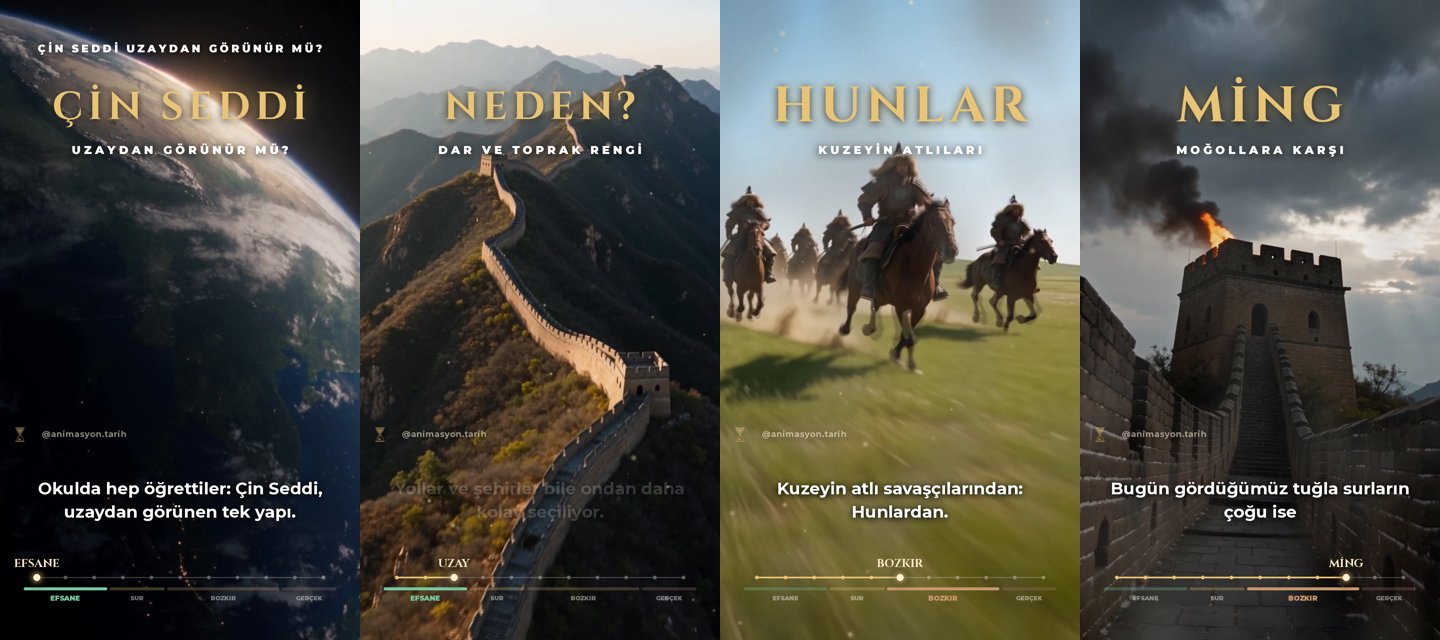 ÇİN SEDDİ UZAYDAN GÖRÜNÜR MÜ?
ÇİN SEDDİ
UZAYDAN GÖRÜNÜR MÜ?
@animasyon.tarih
Okulda hep öğrettiler: Çin Seddi,
uzaydan görünen tek yapı.
EFSANE
EFSANE SUR BOZKIR GERÇEK
NEDEN?
DAR VE TOPRAK RENGİ
@animasyon.tarih
Yollar ve şehirler bile ondan daha
kolay seçiliyor.
UZAY
EFSANE SUR BOZKIR GERÇEK
HUNLAR
KUZEYİN ATLILARI
@animasyon.tarih
Kuzeyin atlı savaşçılarından:
Hunlardan.
BOZKIR
EFSANE SUR BOZKIR GERÇEK
MİNG
MOĞOLLARA KARŞI
@animasyon.tarih
Bugün gördüğümüz tuğla surların
çoğu ise
MİNG
EFSANE SUR BOZKIR GERÇEK